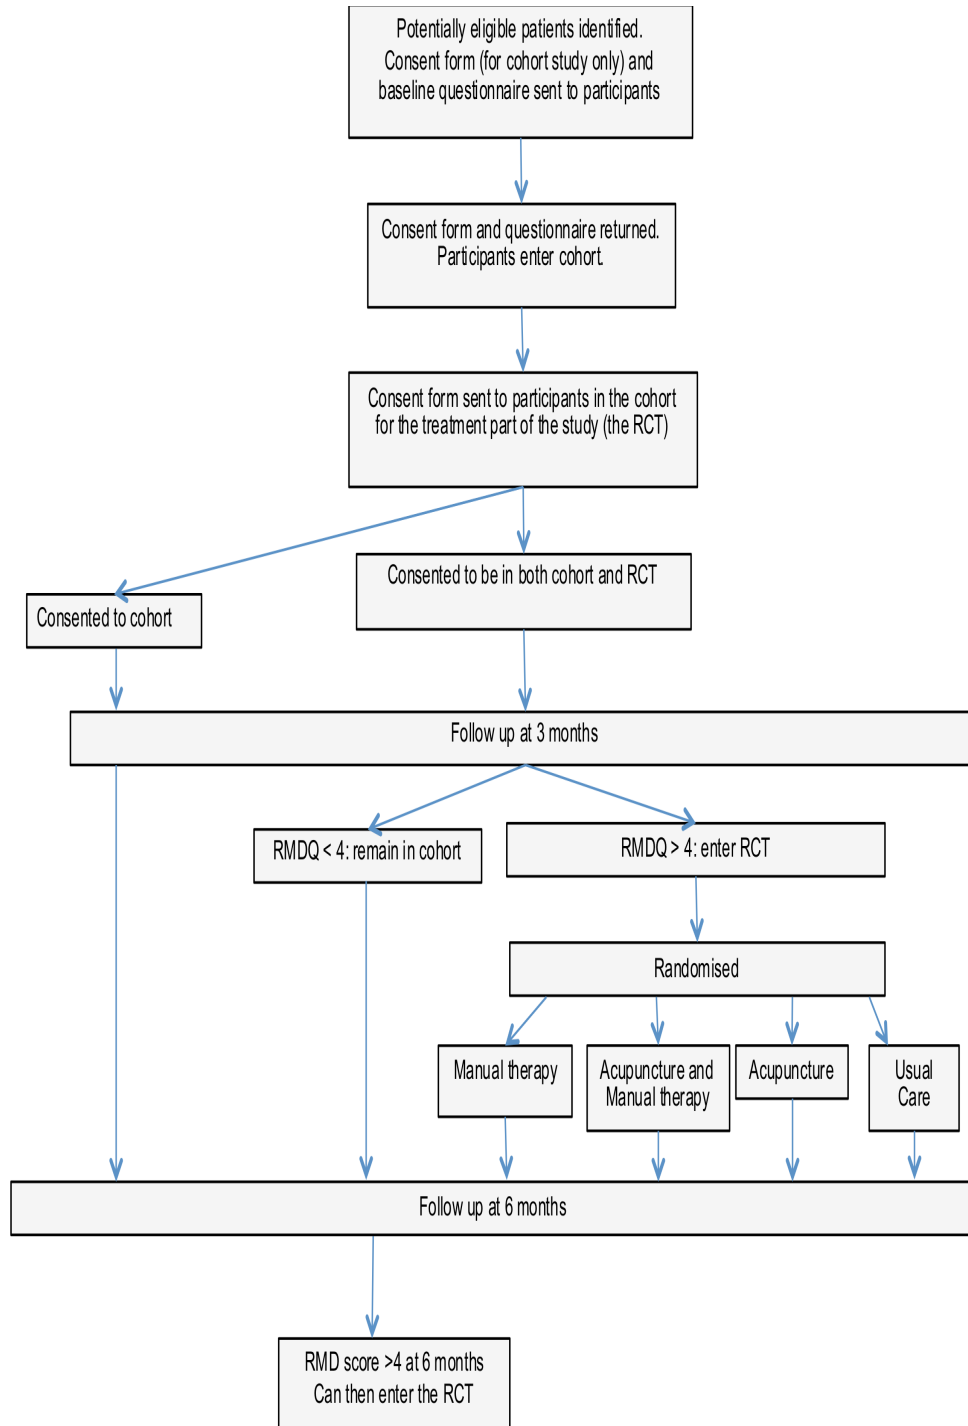 Potentially eligible patients identified.
Consent form (for cohort study only) and
baseline questionnaire sent to participants
Consent form and questionnaire returned.
Participants enter cohort.
Consent form sent to participants in the cohort
for the treatment part of the study (the RCT)
Consented to be in both cohort and RCT
Consented to cohort
Follow up at 3 months
RMDQ < 4: remain in cohort
RMDQ > 4: enter RCT
Randomised
Manual therapy
Acupuncture and
Manual therapy
Acupuncture
Usual
Care
Follow up at 6 months
RMD score >4 at 6 months
Can then enter the RCT